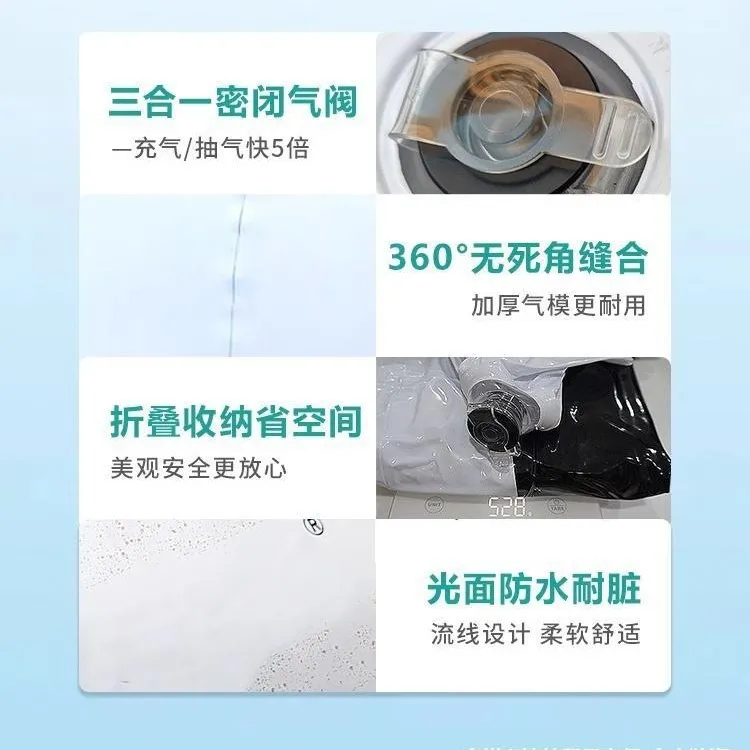 三合一密闭气阀
—充气/抽气快5倍
360°无死角缝合
加厚气模更耐用
折叠收纳省空间
美观安全更放心
UNIT
528.
TARE
®
光面防水耐脏
流线设计 柔软舒适